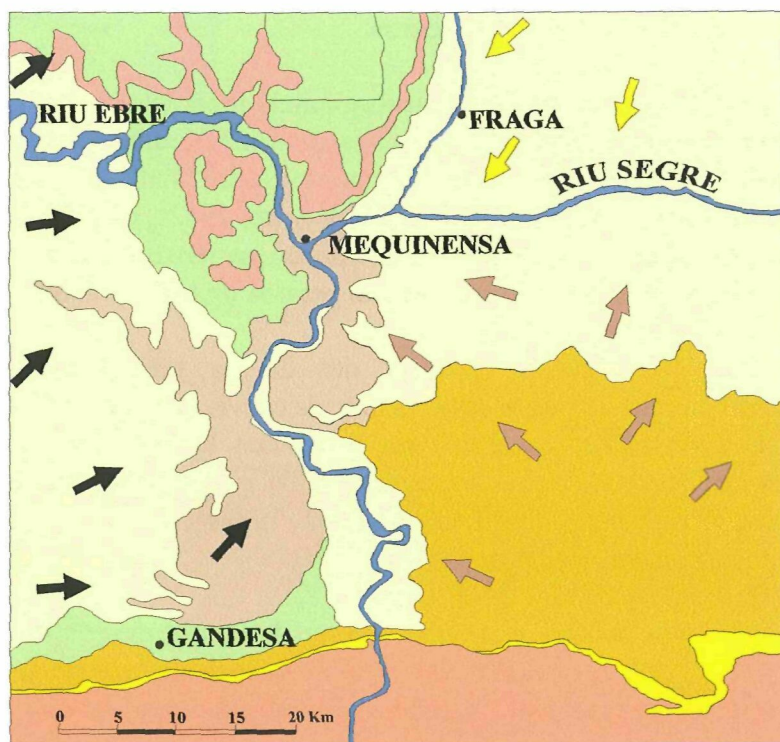 RIU EBRE
FRAGA
RIU SEGRE
MEQUINENSA
GANDESA
0 5 10 15 20 Km